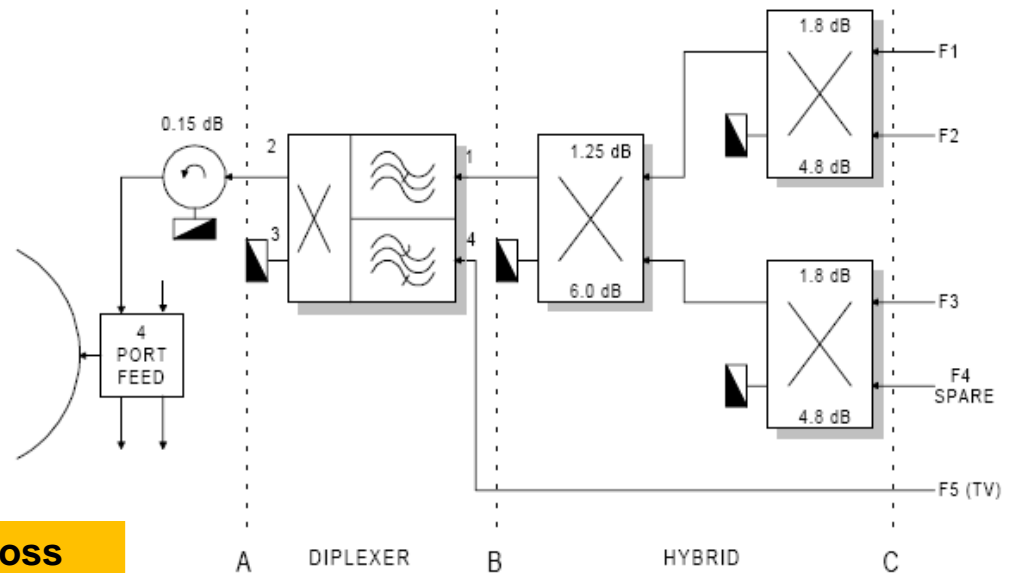 0.15 dB
2
3
1
4
1.25 dB
6.0 dB
1.8 dB
4.8 dB
F1
F2
1.8 dB
4.8 dB
F3
F4
SPARE
F5 (TV)
4
PORT
FEED
oss
A
DIPLEXER
B
HYBRID
C